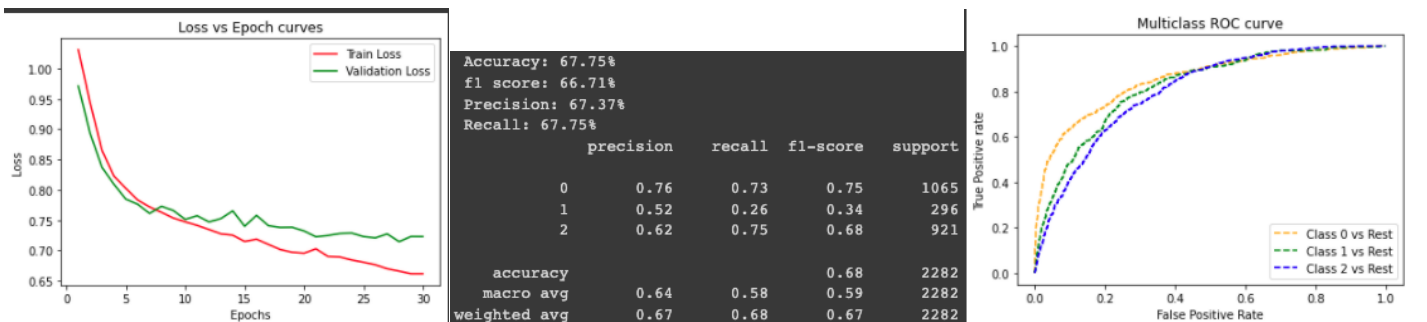 Loss vs Epoch curves
Train Loss
Validation Loss
1.00
0.95
0.90
0.85
0.80
0.75
0.70
0.65
Loss
0 5 10 15 20 25 30
Epochs
Accuracy: 67.75%
f1 score: 66.71%
Precision: 67.37%
Recall: 67.75%
precision recall f1-score support
0 0.76 0.73 0.75 1065
1 0.52 0.26 0.34 296
2 0.62 0.75 0.68 921
accuracy 0.68 2282
macro avg 0.64 0.58 0.59 2282
weighted avg 0.67 0.68 0.67 2282
Multiclass ROC curve
1.0
0.8
0.6
0.4
0.2
0.0
True Positive rate
Class 0 vs Rest
Class 1 vs Rest
Class 2 vs Rest
0.0 0.2 0.4 0.6 0.8 1.0
False Positive Rate